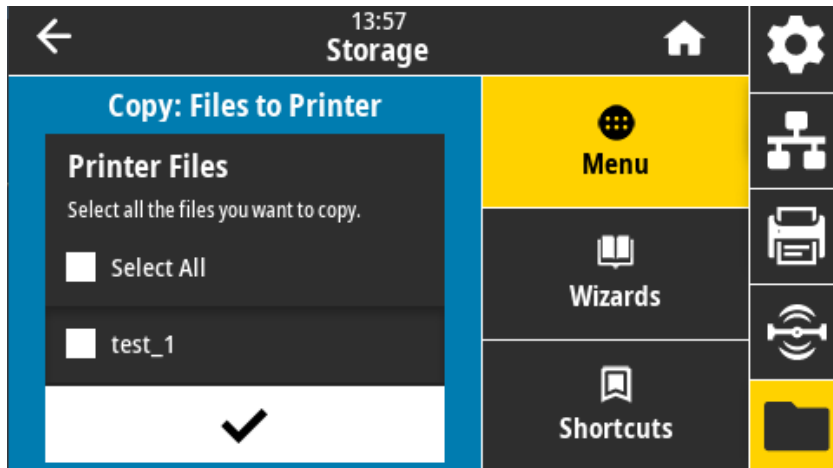 13:57
Storage
Copy: Files to Printer
Printer Files
Select all the files you want to copy.
Select All
test_1
Menu
Wizards
Shortcuts